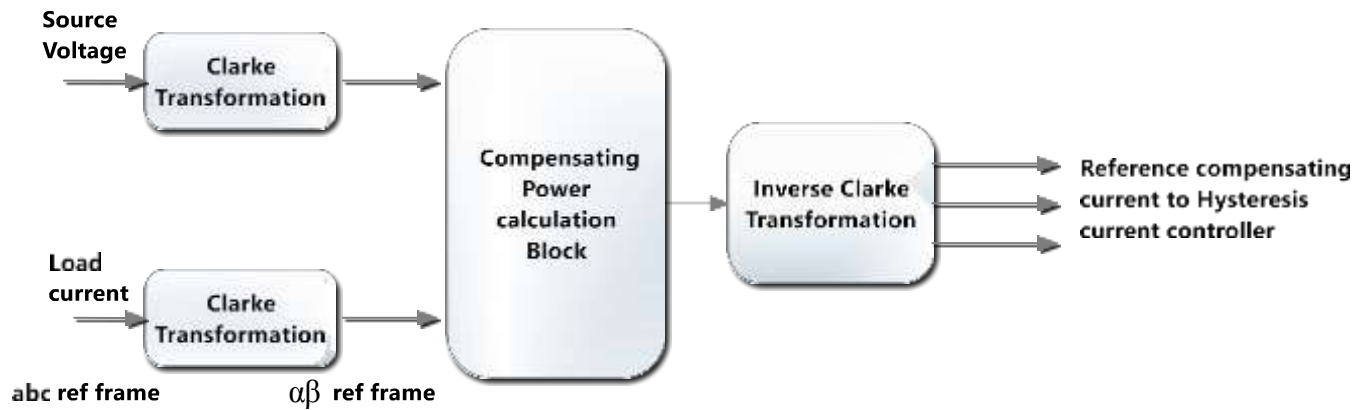 Source
Voltage
Clarke
Transformation
Compensating
Power
calculation
Block
Inverse Clarke
Transformation
Reference compensating
current to Hysteresis
current controller
Load
current
Clarke
Transformation
abc ref frame
αβ ref frame